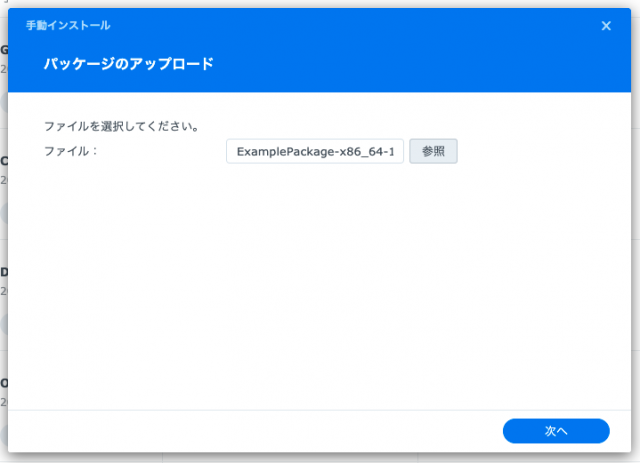 手動インストール
パッケージのアップロード
ファイルを選択してください。
ファイル： ExamplePackage-x86_64-1 参照
次へ